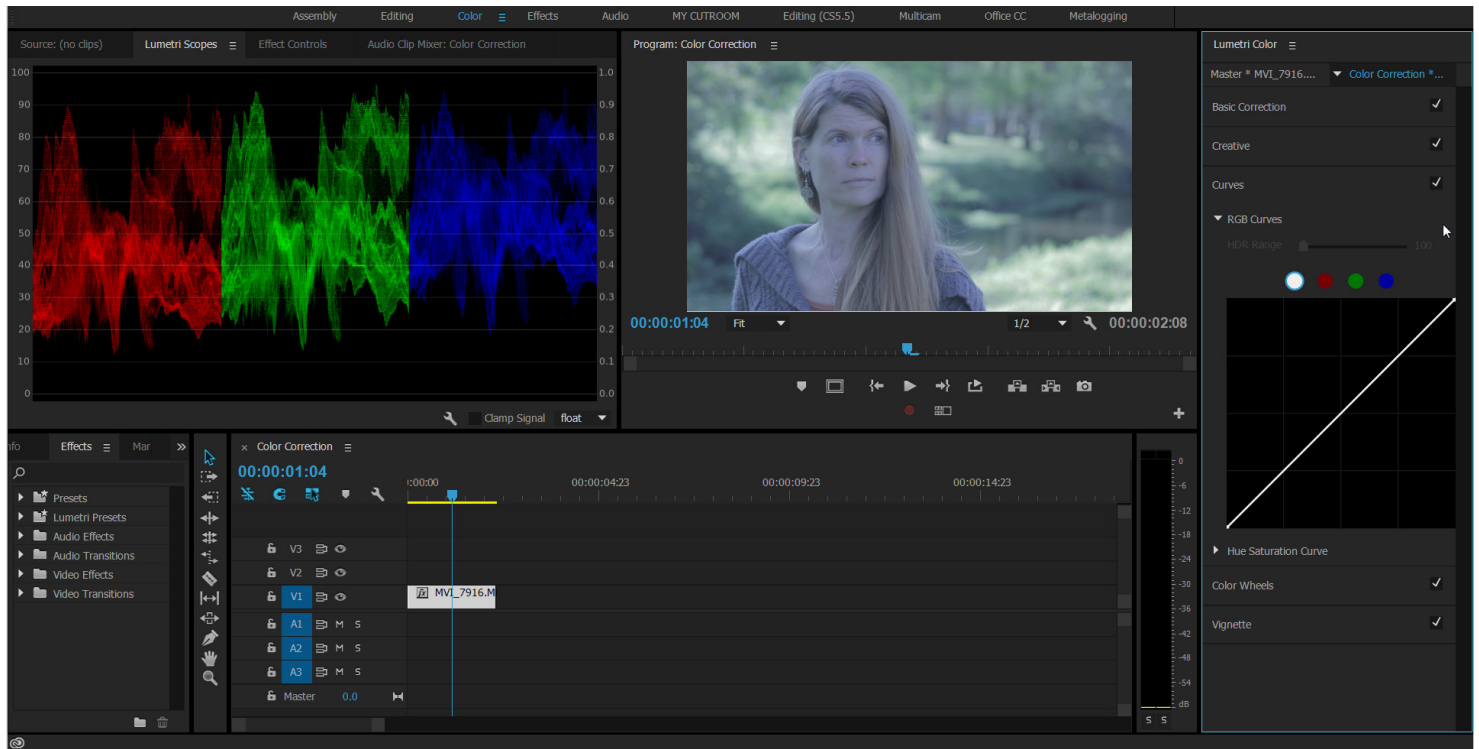 Assembly Editing Color Effects Audio MY CUTROOM Editing (CS5.5) Multicam Office CC Metalogging
Source: (no clips) Lumetri Scopes Effect Controls Audio Clip Mixer: Color Correction
100 1.0
90 0.9
80 0.8
70 0.7
60 0.6
50 0.5
40 0.4
30 0.3
20 0.2
10 0.1
0 0.0
Clamp Signal float
Program: Color Correction
00:00:01:04 Fit 1/2 00:00:02:08
Lumetri Color
Master * MVI_7916.... Color Correction *...
Basic Correction
Creative
Curves
RGB Curves
HDR Range 100
Hue Saturation Curve
Color Wheels
Vignette
nfo Effects Mar
Presets
Lumetri Presets
Audio Effects
Audio Transitions
Video Effects
Video Transitions
× Color Correction
00:00:01:04
:00:00 00:00:04:23 00:00:09:23 00:00:14:23
V3
V2
V1 fx MVI_7916.M
A1 M S
A2 M S
A3 M S
Master 0.0
0
-6
-12
-18
-24
-30
-36
-42
-48
-54
dB
S S